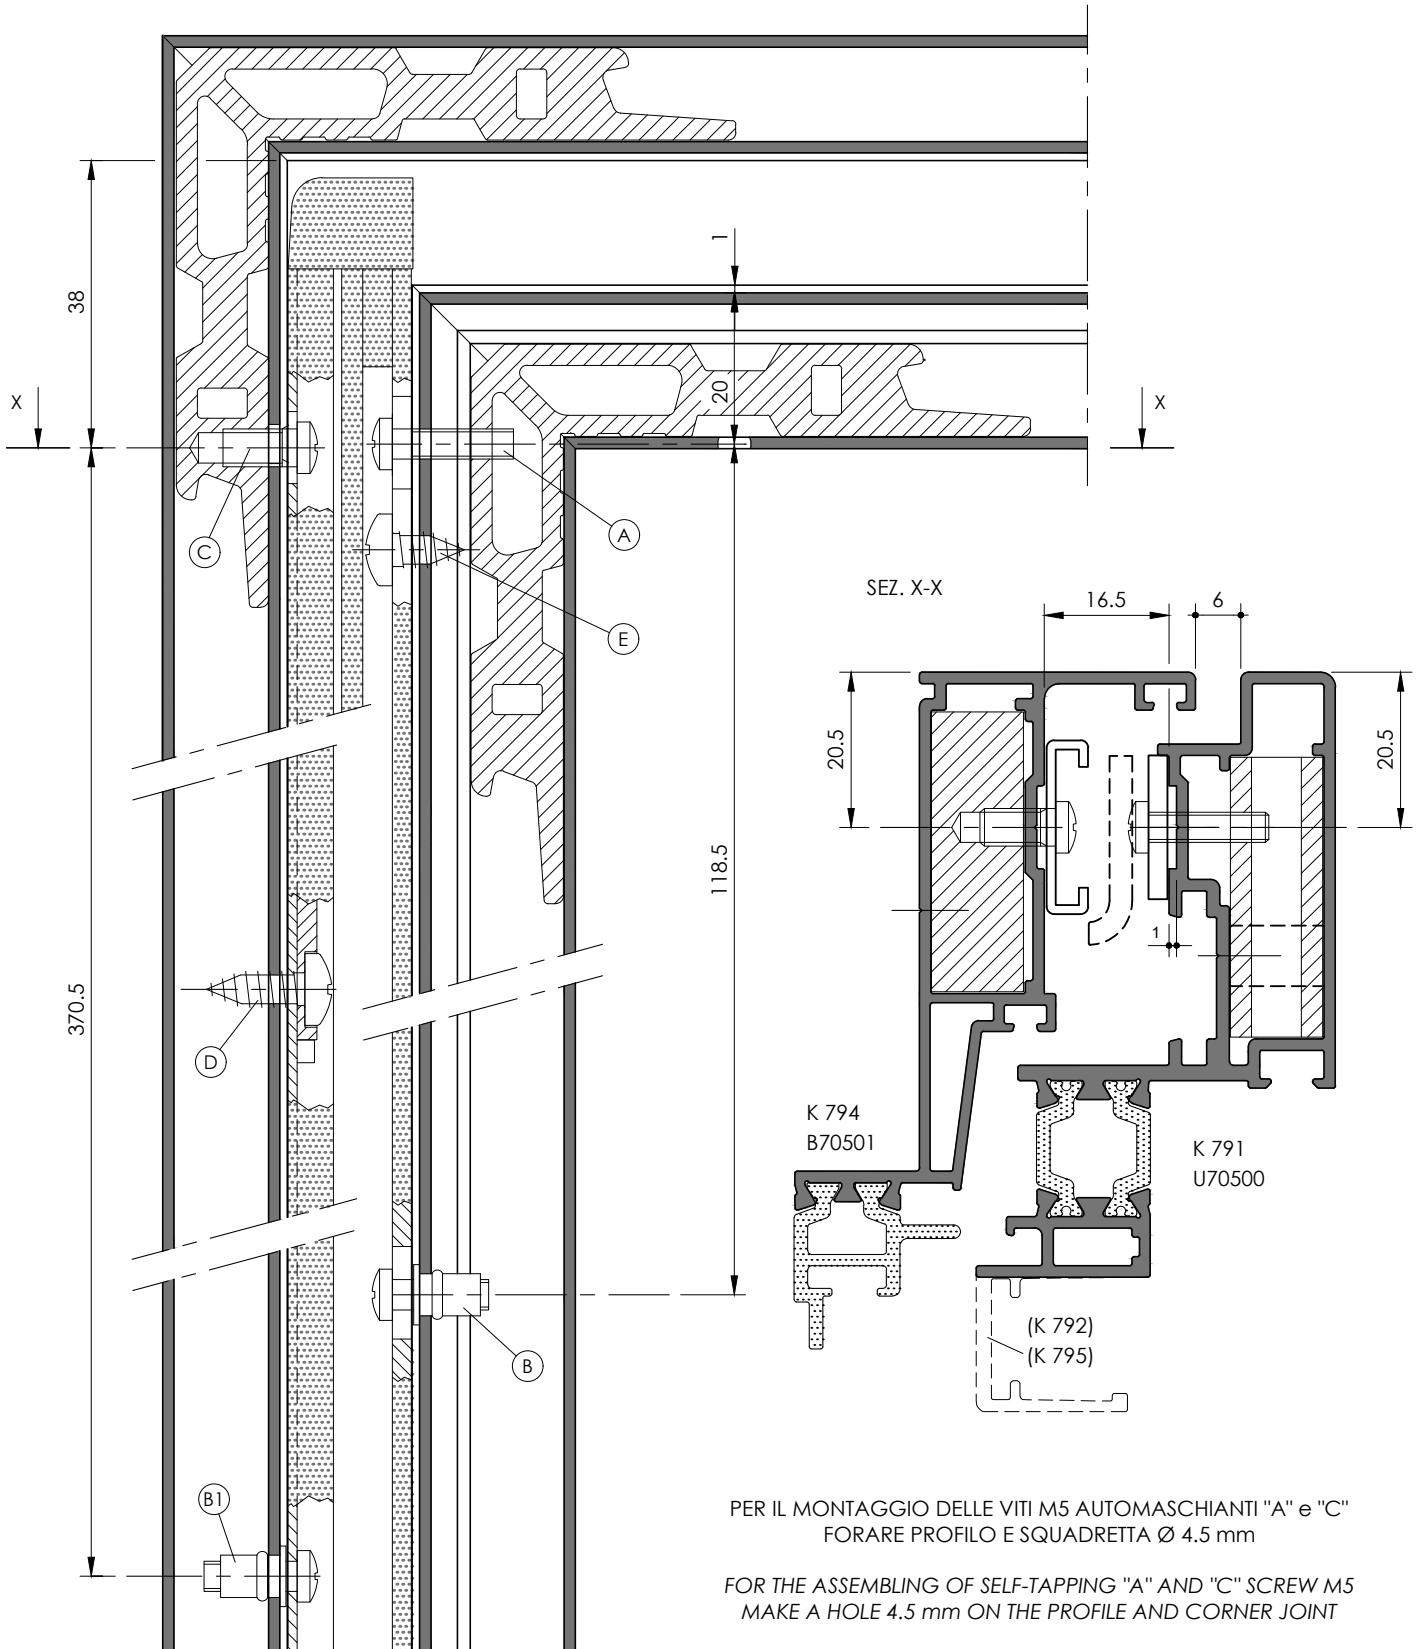 1
38
20
X
X
C
A
E
SEZ. X-X
16.5
6
20.5
20.5
118.5
1
370.5
D
K 794
B70501
K 791
U70500
(K 792)
(K 795)
B
B1
PER IL MONTAGGIO DELLE VITI M5 AUTOMASCHIANTI "A" e "C"
FORARE PROFILO E SQUADRETTA Ø 4.5 mm
FOR THE ASSEMBLING OF SELF-TAPPING "A" AND "C" SCREW M5
MAKE A HOLE 4.5 mm ON THE PROFILE AND CORNER JOINT